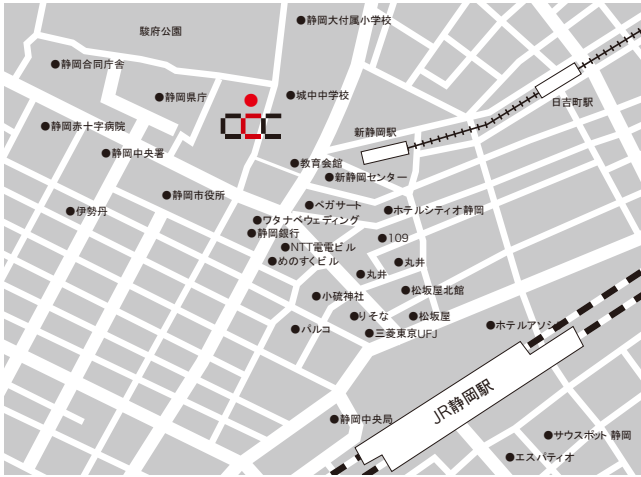 駿府公園
●静岡大付属小学校
●静岡合同庁舎
●静岡県庁
●城中中学校
日吉町駅
●静岡赤十字病院
新静岡駅
●静岡中央署
●教育会館
●新静岡センター
●静岡市役所
●ペガサート
●ホテルシティオ静岡
●伊勢丹
●ワタナベウェディング
●静岡銀行
●109
●NTT電電ビル
●めのすくビル
●丸井
●丸井
●松坂屋北館
●小硫神社
●りそな
●松坂屋
●パルコ
●三菱東京UFJ
●ホテルアソシ
JR静岡駅
●静岡中央局
●サウスポット 静岡
●エスパティオ